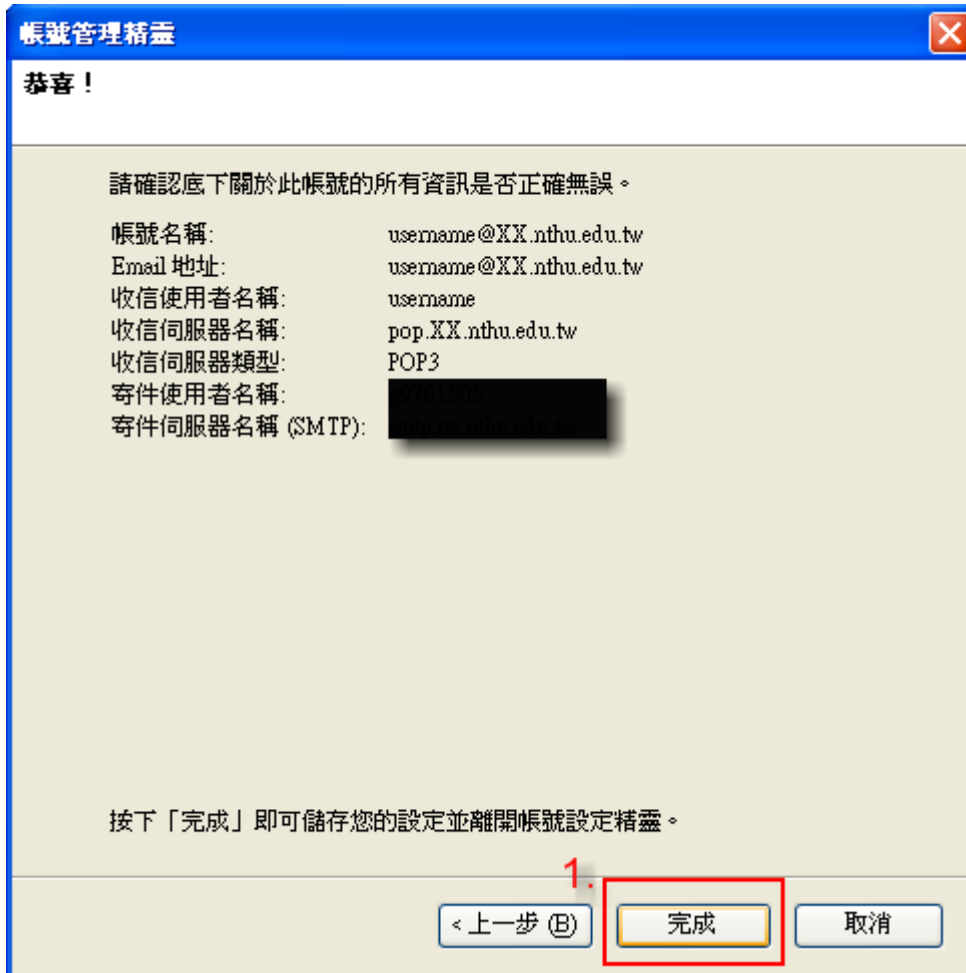 帳號管理精靈
恭喜！
請確認底下關於此帳號的所有資訊是否正確無誤。
帳號名稱: username@XX.nthu.edu.tw
Email 地址: username@XX.nthu.edu.tw
收信使用者名稱: username
收信伺服器名稱: pop.XX.nthu.edu.tw
收信伺服器類型: POP3
寄件使用者名稱:
寄件伺服器名稱 (SMTP):
按下「完成」即可儲存您的設定並離開帳號設定精靈。
1.
<上一步 (B) 完成 取消